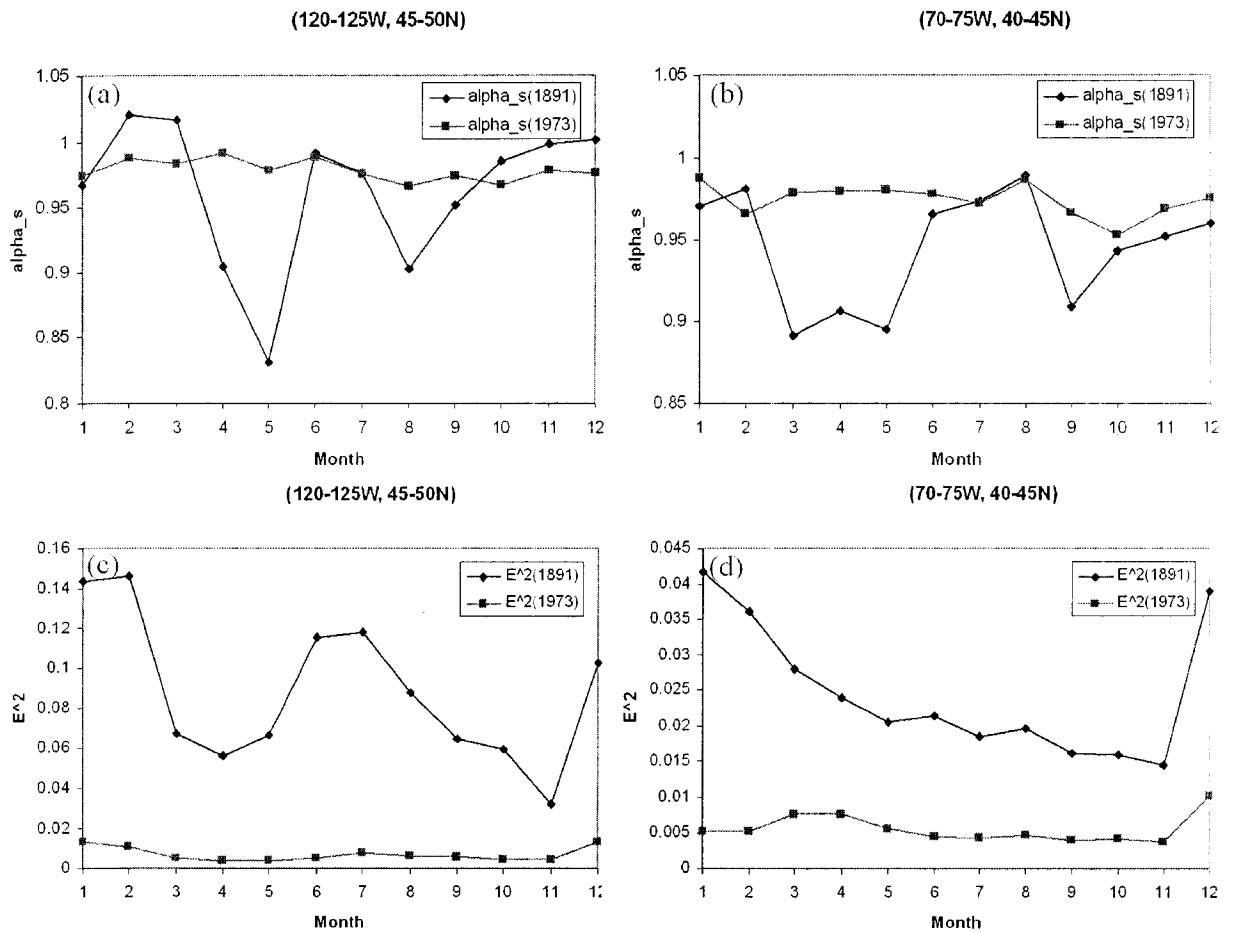 (120-125W, 45-50N)
(a)
alpha_s(1891)
alpha_s(1973)
alpha_s
1.05
1
0.95
0.9
0.85
0.8
1 2 3 4 5 6 7 8 9 10 11 12
Month
(70-75W, 40-45N)
(b)
alpha_s(1891)
alpha_s(1973)
alpha_s
1.05
1
0.95
0.9
0.85
1 2 3 4 5 6 7 8 9 10 11 12
Month
(120-125W, 45-50N)
(c)
E^2(1891)
E^2(1973)
E^2
0.16
0.14
0.12
0.1
0.08
0.06
0.04
0.02
0
1 2 3 4 5 6 7 8 9 10 11 12
Month
(70-75W, 40-45N)
(d)
E^2(1891)
E^2(1973)
E^2
0.045
0.04
0.035
0.03
0.025
0.02
0.015
0.01
0.005
0
1 2 3 4 5 6 7 8 9 10 11 12
Month